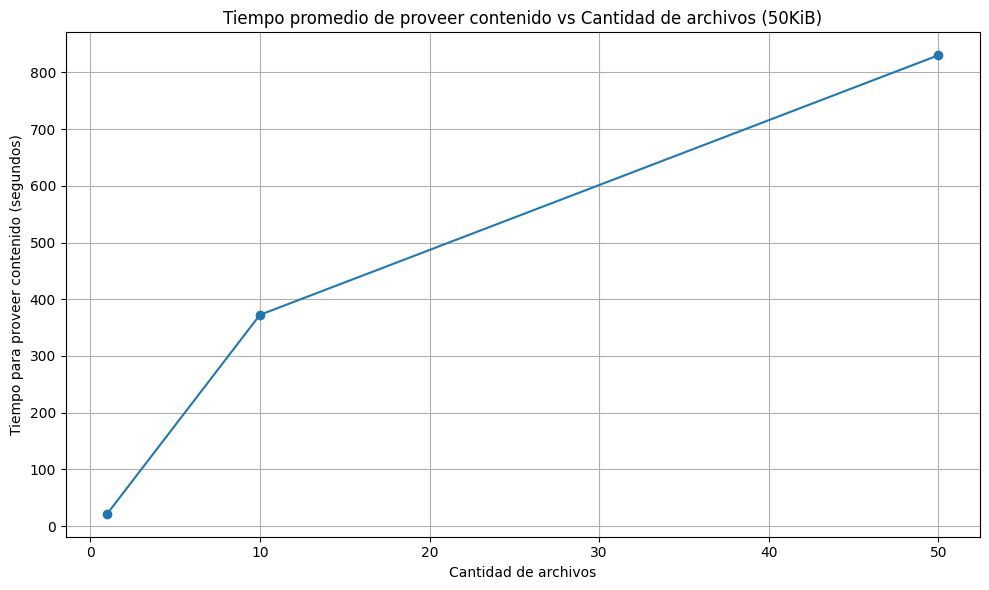 Tiempo promedio de proveer contenido vs Cantidad de archivos (50KiB)
Tiempo para proveer contenido (segundos)
800
700
600
500
400
300
200
100
0
0 10 20 30 40 50
Cantidad de archivos